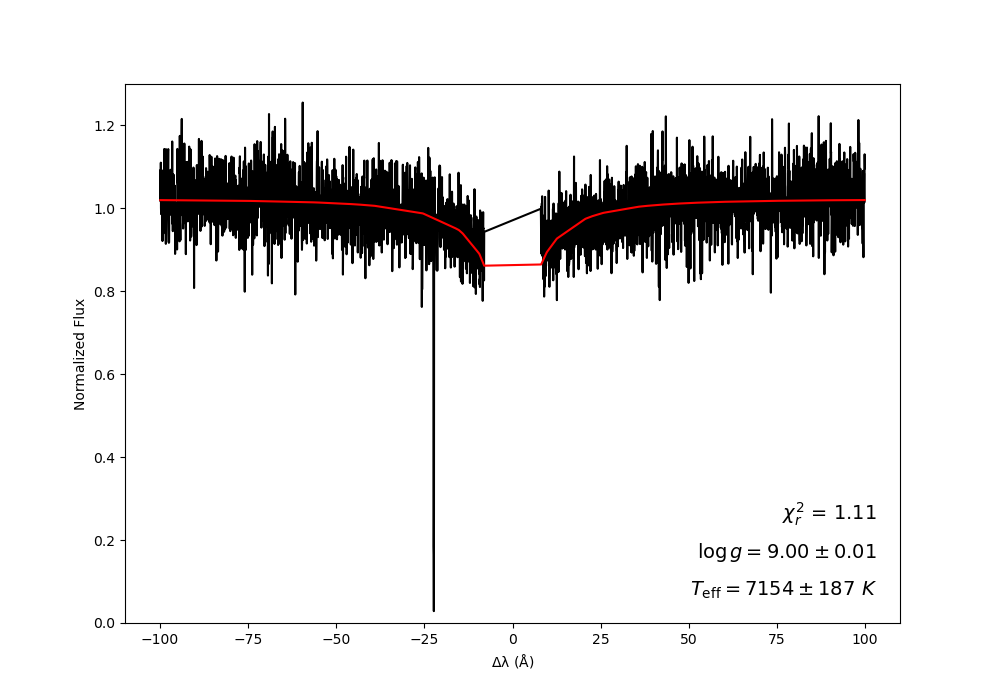 1.2
1.0
0.8
0.6
0.4
0.2
0.0
Normalized Flux
χ²ᵣ = 1.11
log g = 9.00 ± 0.01
T_eff = 7154 ± 187 K
−100 −75 −50 −25 0 25 50 75 100
Δλ (Å)